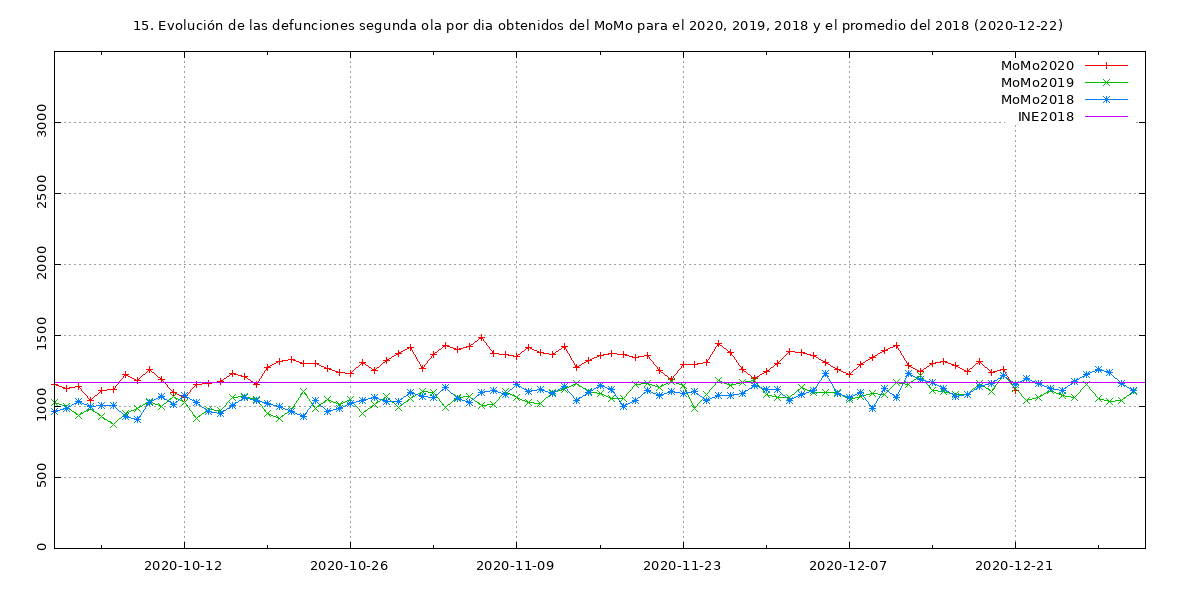 15. Evolución de las defunciones segunda ola por dia obtenidos del MoMo para el 2020, 2019, 2018 y el promedio del 2018 (2020-12-22)
MoMo2020
MoMo2019
MoMo2018
INE2018
3000
2500
2000
1500
1000
500
0
2020-10-12 2020-10-26 2020-11-09 2020-11-23 2020-12-07 2020-12-21